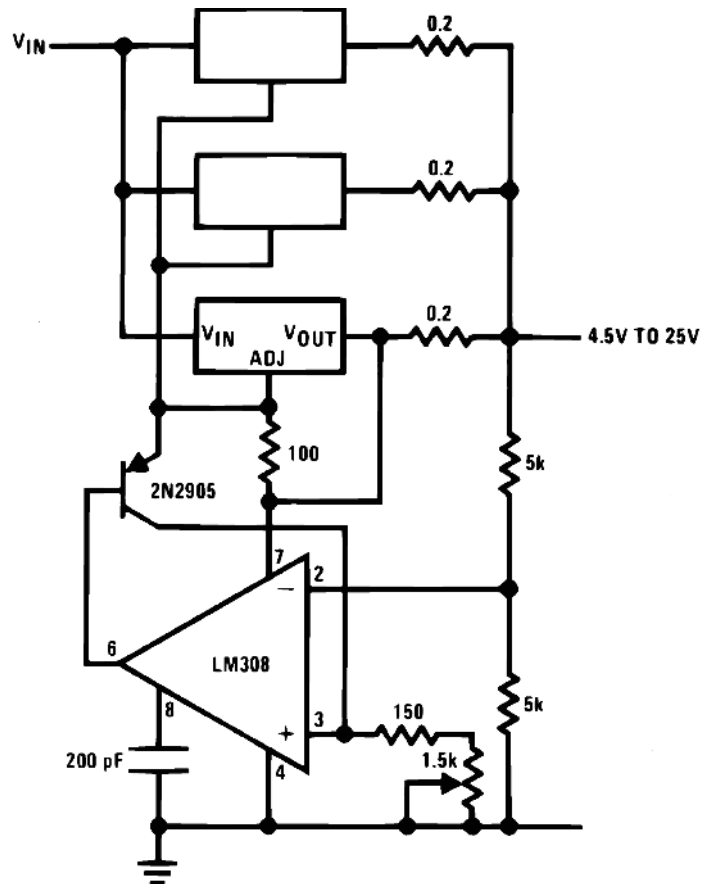 0.2
VIN
0.2
0.2
VIN VOUT
ADJ
4.5V TO 25V
100
5k
2N2905
7
2
−
6
LM308
8
+
3
150
5k
4
1.5k
200 pF